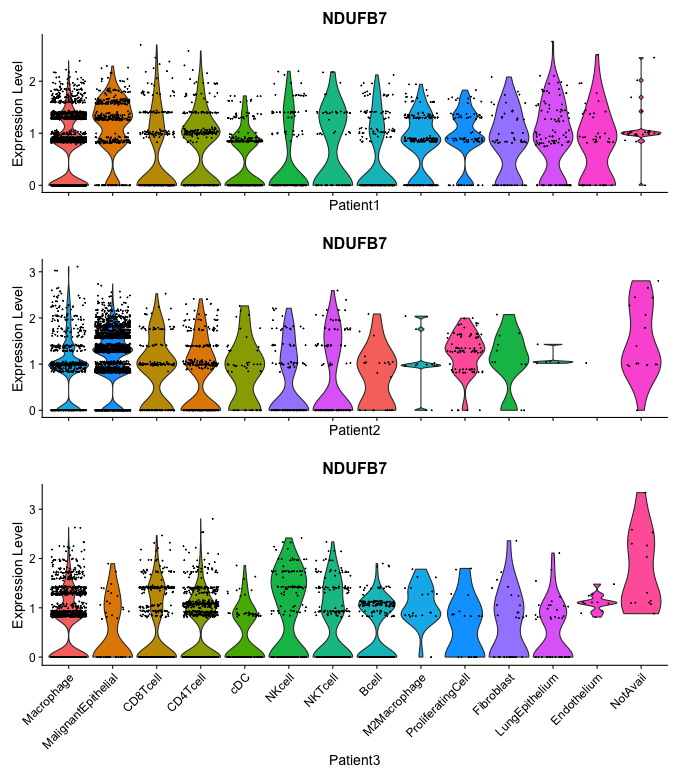 NDUFB7
Expression Level
2
1
0
Patient1
NDUFB7
Expression Level
3
2
1
0
Patient2
NDUFB7
Expression Level
3
2
1
0
Macrophage
MalignantEpithelial
CD8Tcell
CD4Tcell
cDC
NKcell
NKTcell
Bcell
M2Macrophage
ProliferatingCell
Fibroblast
LungEpithelium
Endothelium
NotAvail
Patient3